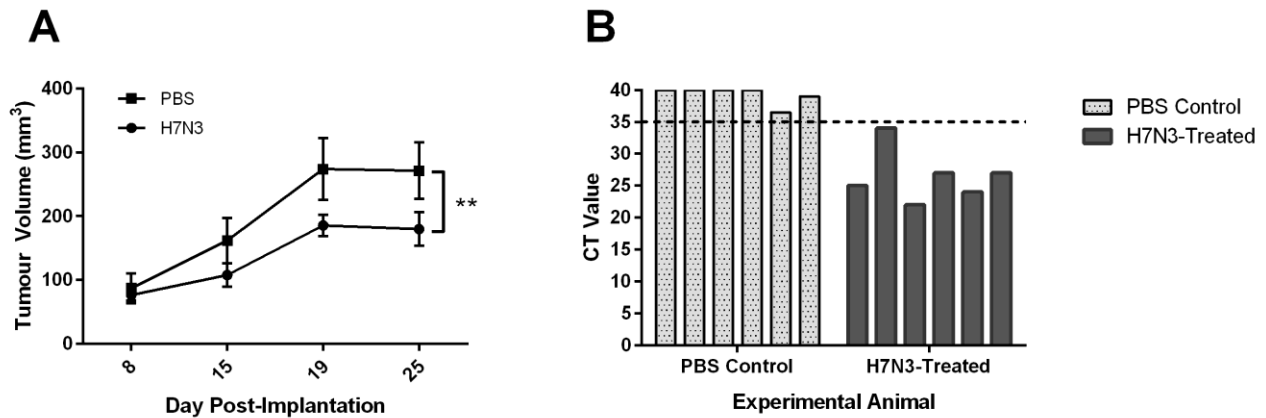 A
B
400
300
200
100
0
Tumour Volume (mm³)
PBS
H7N3
**
8
15
19
25
Day Post-Implantation
40
35
30
25
20
15
10
5
0
CT Value
PBS Control
H7N3-Treated
Experimental Animal
PBS Control
H7N3-Treated